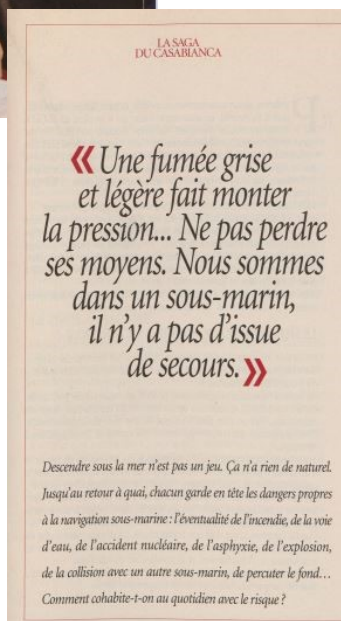 LA SAGA
DU CASABIANCA
« Une fumée grise
et légère fait monter
la pression... Ne pas perdre
ses moyens. Nous sommes
dans un sous-marin,
il n'y a pas d'issue
de secours. »
Descendre sous la mer n'est pas un jeu. Ça n'a rien de naturel.
Jusqu'au retour à quai, chacun garde en tête les dangers propres
à la navigation sous-marine : l'éventualité de l'incendie, de la voie
d'eau, de l'accident nucléaire, de l'asphyxie, de l'explosion,
de la collision avec un autre sous-marin, de percuter le fond...
Comment cohabite-t-on au quotidien avec le risque ?